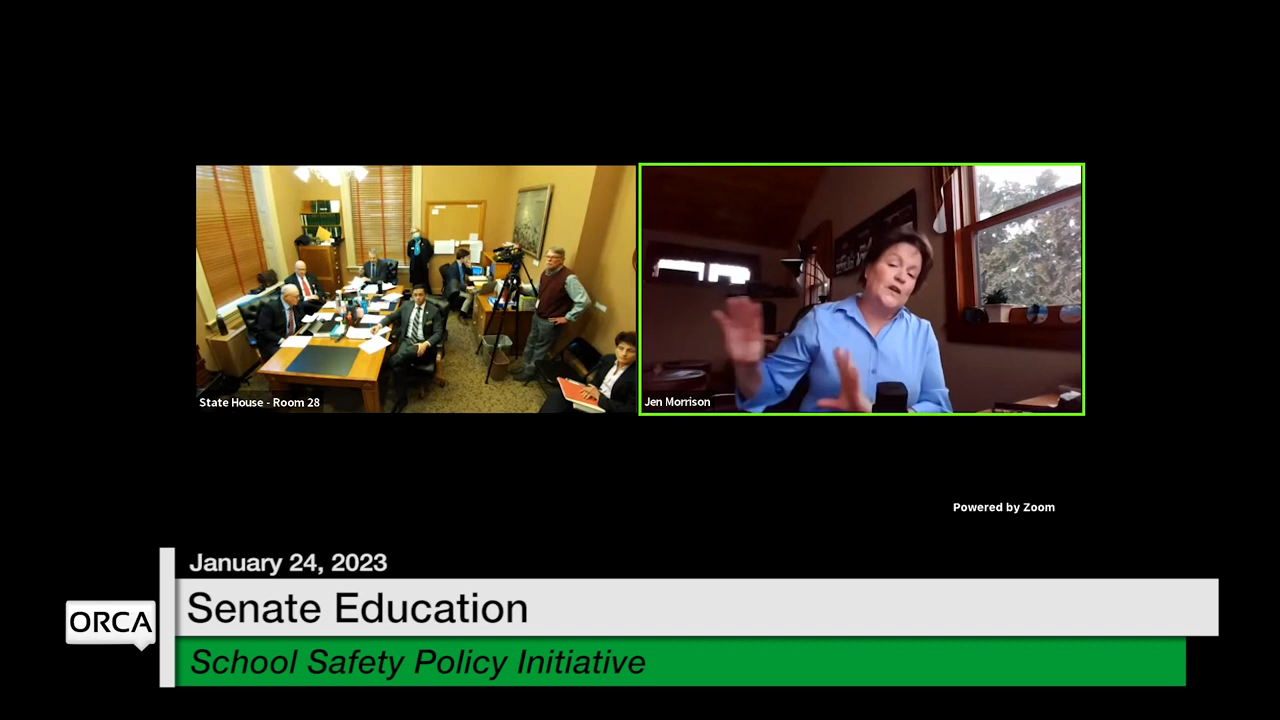 State House - Room 28
Jen Morrison
Powered by Zoom
January 24, 2023
Senate Education
ORCA
School Safety Policy Initiative